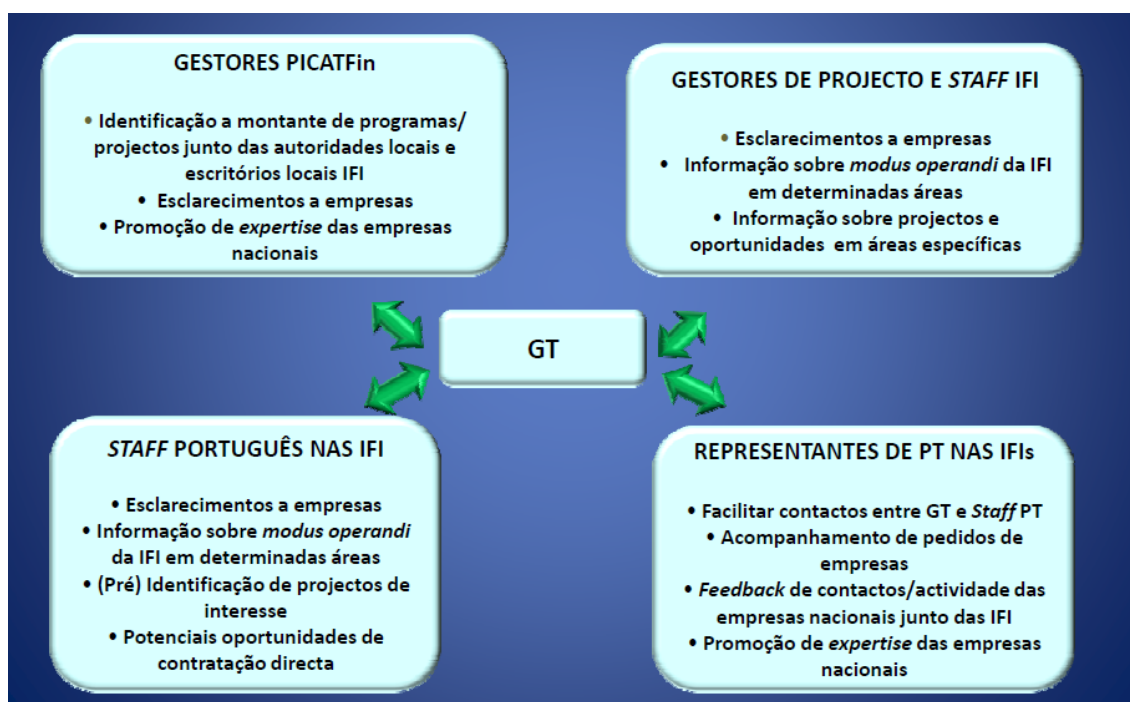 GESTORES PICATFin
• Identificação a montante de programas/
projectos junto das autoridades locais e
escritórios locais IFI
• Esclarecimentos a empresas
• Promoção de expertise das empresas
nacionais
GESTORES DE PROJECTO E STAFF IFI
• Esclarecimentos a empresas
• Informação sobre modus operandi da IFI
em determinadas áreas
• Informação sobre projectos e
oportunidades em áreas específicas
GT
STAFF PORTUGUÊS NAS IFI
• Esclarecimentos a empresas
• Informação sobre modus operandi
da IFI em determinadas áreas
• (Pré) Identificação de projectos de
interesse
• Potenciais oportunidades de
contratação directa
REPRESENTANTES DE PT NAS IFIs
• Facilitar contactos entre GT e Staff PT
• Acompanhamento de pedidos de
empresas
• Feedback de contactos/actividade das
empresas nacionais junto das IFI
• Promoção de expertise das empresas
nacionais